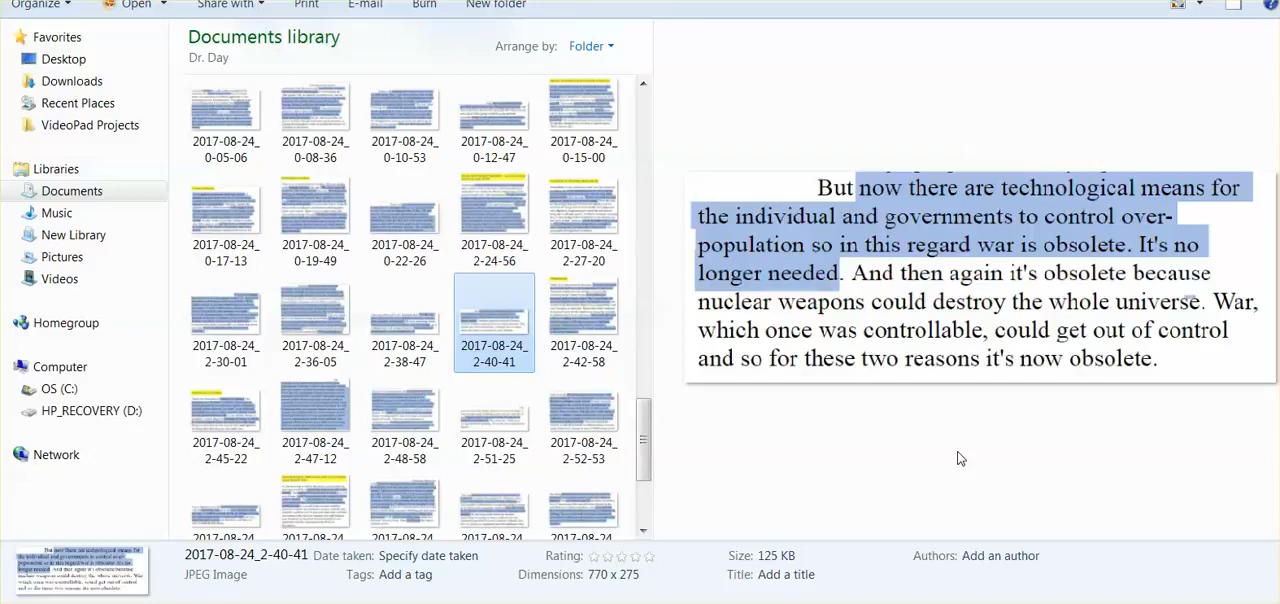 Organize
Open
Share with
Print
E-mail
Burn
New folder
Favorites
Desktop
Downloads
Recent Places
VideoPad Projects
Libraries
Documents
Music
New Library
Pictures
Videos
Homegroup
Computer
OS (C:)
HP_RECOVERY (D:)
Network
Documents library
Dr. Day
Arrange by: Folder
2017-08-24_ 2017-08-24_ 2017-08-24_ 2017-08-24_ 2017-08-24_
0-05-06 0-08-36 0-10-53 0-12-47 0-15-00
2017-08-24_ 2017-08-24_ 2017-08-24_ 2017-08-24_ 2017-08-24_
0-17-13 0-19-49 0-22-26 2-24-56 2-27-20
2017-08-24_ 2017-08-24_ 2017-08-24_ 2017-08-24_ 2017-08-24_
2-30-01 2-36-05 2-38-47 2-40-41 2-42-58
2017-08-24_ 2017-08-24_ 2017-08-24_ 2017-08-24_ 2017-08-24_
2-45-22 2-47-12 2-48-58 2-51-25 2-52-53
But now there are technological means for
the individual and governments to control over-
population so in this regard war is obsolete. It's no
longer needed. And then again it's obsolete because
nuclear weapons could destroy the whole universe. War,
which once was controllable, could get out of control
and so for these two reasons it's now obsolete.
2017-08-24_2-40-41 Date taken: Specify date taken Rating: Size: 125 KB Authors: Add an author
JPEG Image Tags: Add a tag Dimensions: 770 x 275 Title: Add a title